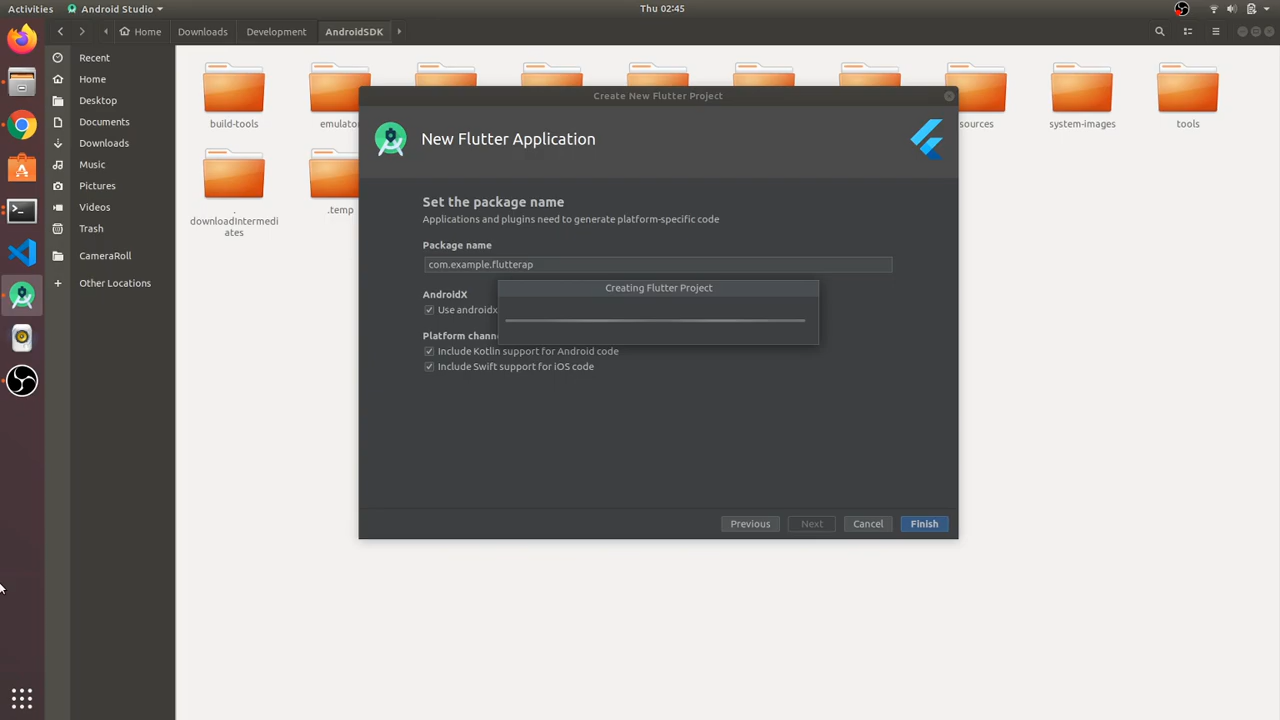 Activities
Android Studio
Thu 02:45
Home
Downloads
Development
AndroidSDK
Recent
Home
Desktop
Documents
Downloads
Music
Pictures
Videos
Trash
CameraRoll
Other Locations
build-tools
emulator
sources
system-images
tools
.
downloadIntermedi
ates
.temp
Create New Flutter Project
New Flutter Application
Set the package name
Applications and plugins need to generate platform-specific code
Package name
com.example.flutterap
AndroidX
Use androidx
Creating Flutter Project
Platform chann
Include Kotlin support for Android code
Include Swift support for iOS code
Previous
Next
Cancel
Finish